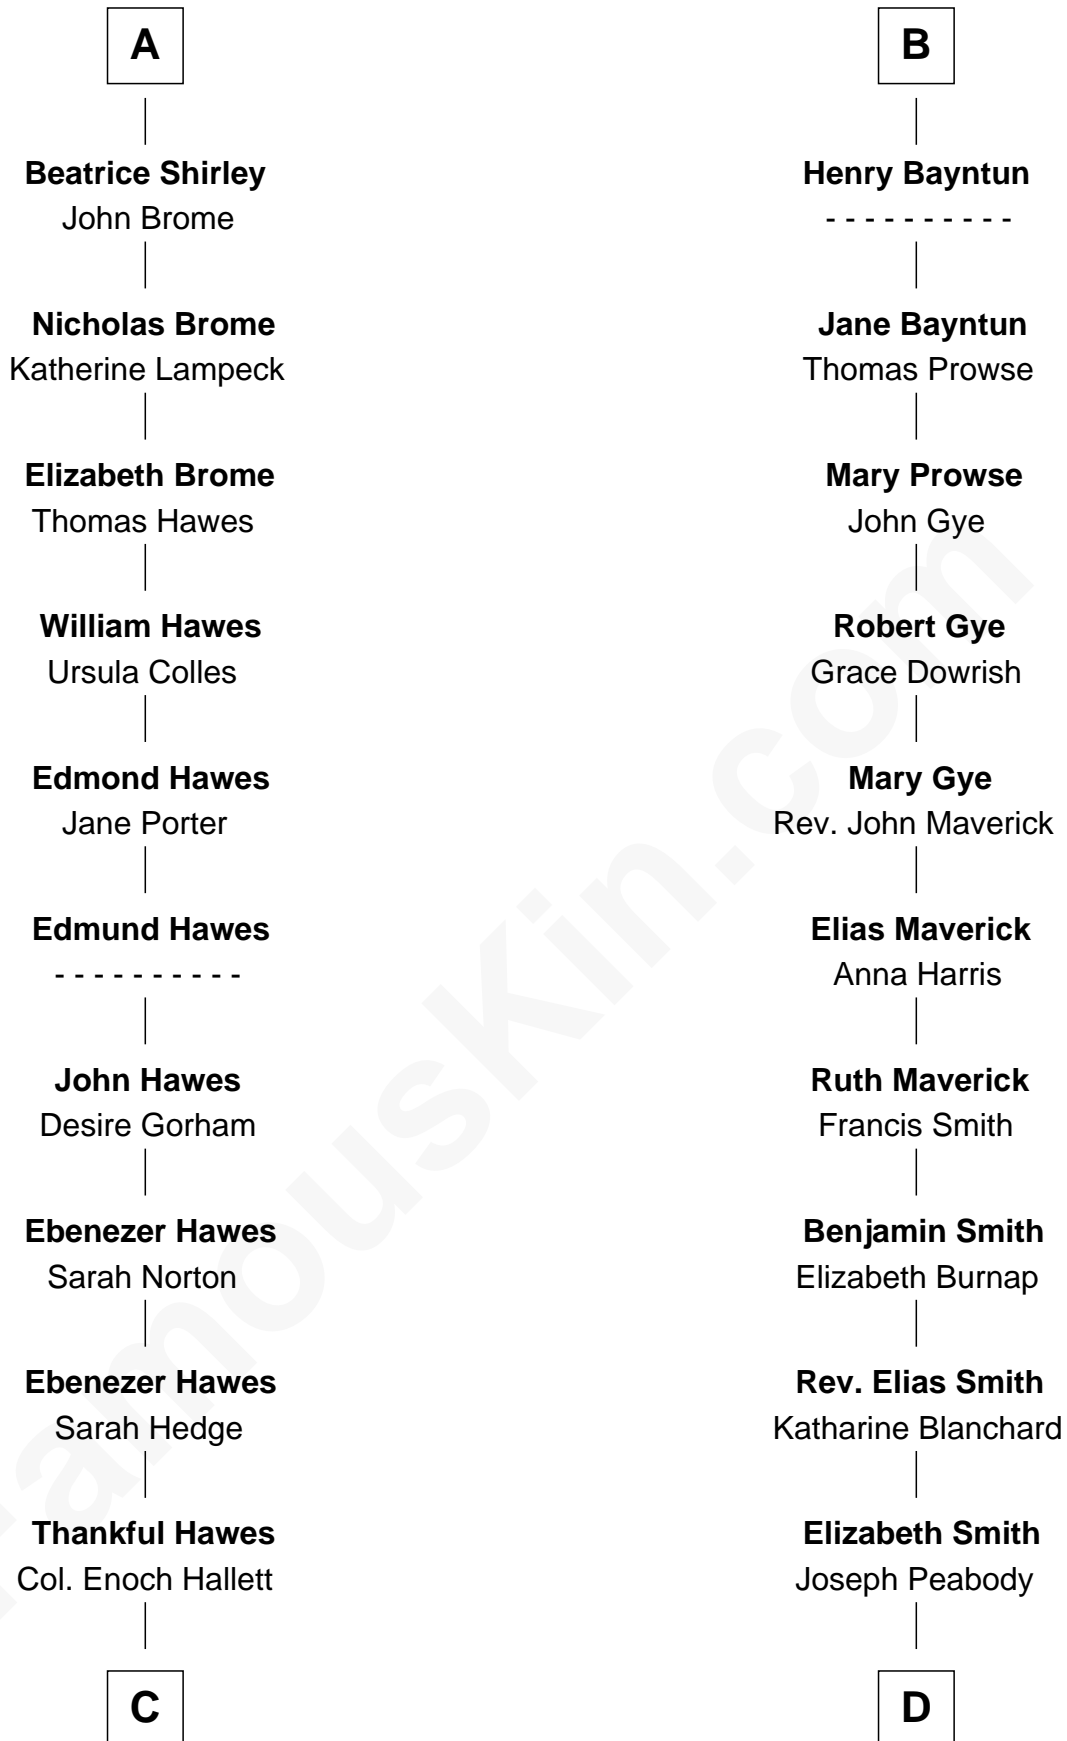 A
Beatrice Shirley
John Brome
Nicholas Brome
Katherine Lampeck
Elizabeth Brome
Thomas Hawes
William Hawes
Ursula Colles
Edmond Hawes
Jane Porter
Edmund Hawes
- - - - - - - - - -
John Hawes
Desire Gorham
Ebenezer Hawes
Sarah Norton
Ebenezer Hawes
Sarah Hedge
Thankful Hawes
Col. Enoch Hallett
C
B
Henry Bayntun
- - - - - - - - - -
Jane Bayntun
Thomas Prowse
Mary Prowse
John Gye
Robert Gye
Grace Dowrish
Mary Gye
Rev. John Maverick
Elias Maverick
Anna Harris
Ruth Maverick
Francis Smith
Benjamin Smith
Elizabeth Burnap
Rev. Elias Smith
Katharine Blanchard
Elizabeth Smith
Joseph Peabody
D
FamousKin.com